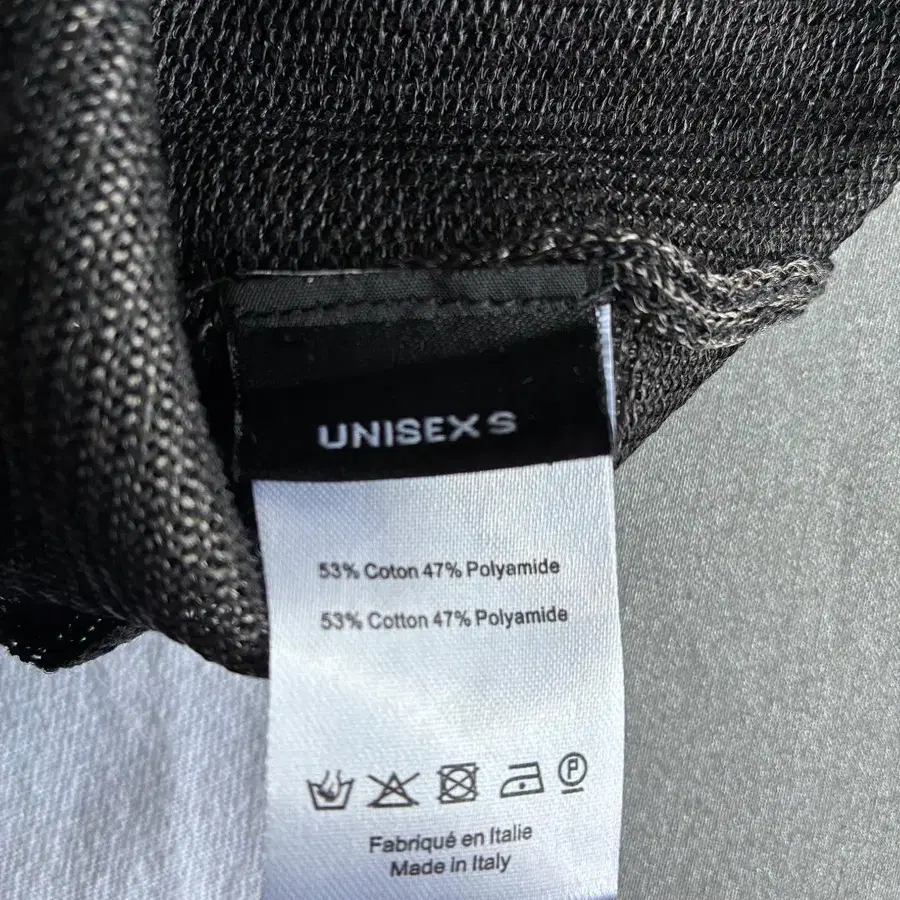 UNISEX S
53% Coton 47% Polyamide
53% Cotton 47% Polyamide
P
Fabriqué en Italie
Made in Italy